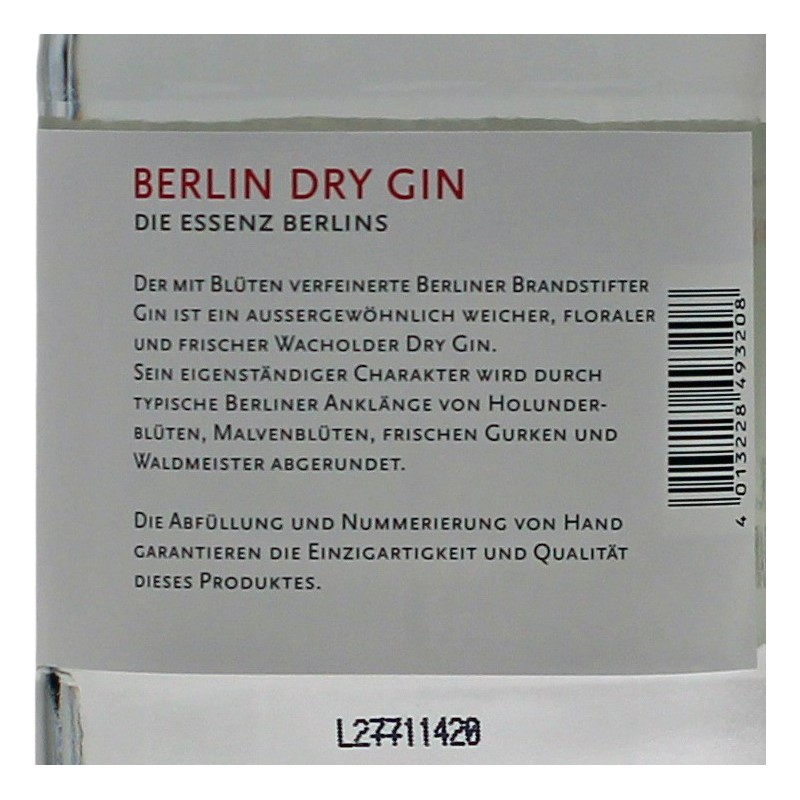 BERLIN DRY GIN
DIE ESSENZ BERLINS
DER MIT BLÜTEN VERFEINERTE BERLINER BRANDSTIFTER
GIN IST EIN AUSSERGEWÖHNLICH WEICHER, FLORALER
UND FRISCHER WACHOLDER DRY GIN.
SEIN EIGENSTÄNDIGER CHARAKTER WIRD DURCH
TYPISCHE BERLINER ANKLÄNGE VON HOLUNDER-
BLÜTEN, MALVENBLÜTEN, FRISCHEN GURKEN UND
WALDMEISTER ABGERUNDET.
DIE ABFÜLLUNG UND NUMMERIERUNG VON HAND
GARANTIEREN DIE EINZIGARTIGKEIT UND QUALITÄT
DIESES PRODUKTES.
4 013228 493208
L27711420